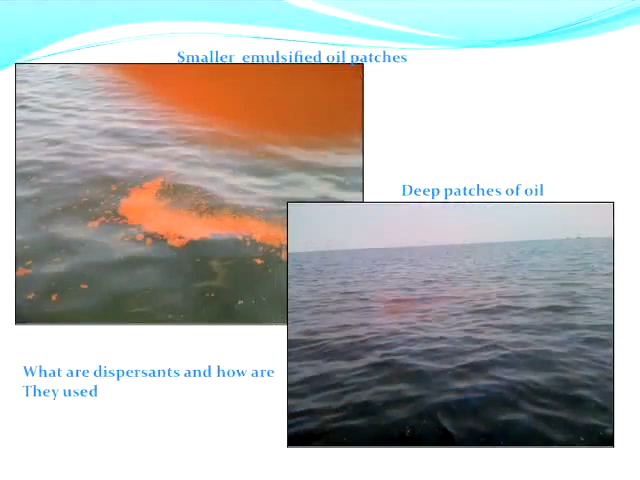 Smaller emulsified oil patches
Deep patches of oil
What are dispersants and how are
They used